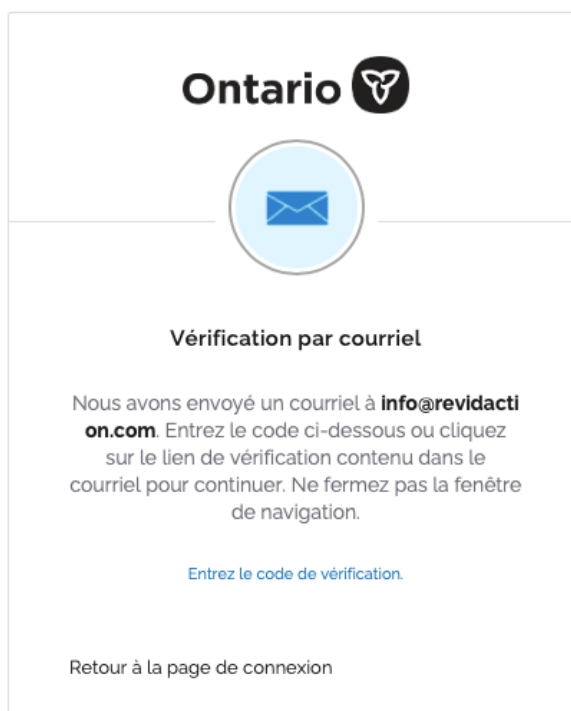 Ontario
Vérification par courriel
Nous avons envoyé un courriel à info@revidacti
on.com. Entrez le code ci-dessous ou cliquez
sur le lien de vérification contenu dans le
courriel pour continuer. Ne fermez pas la fenêtre
de navigation.
Entrez le code de vérification.
Retour à la page de connexion